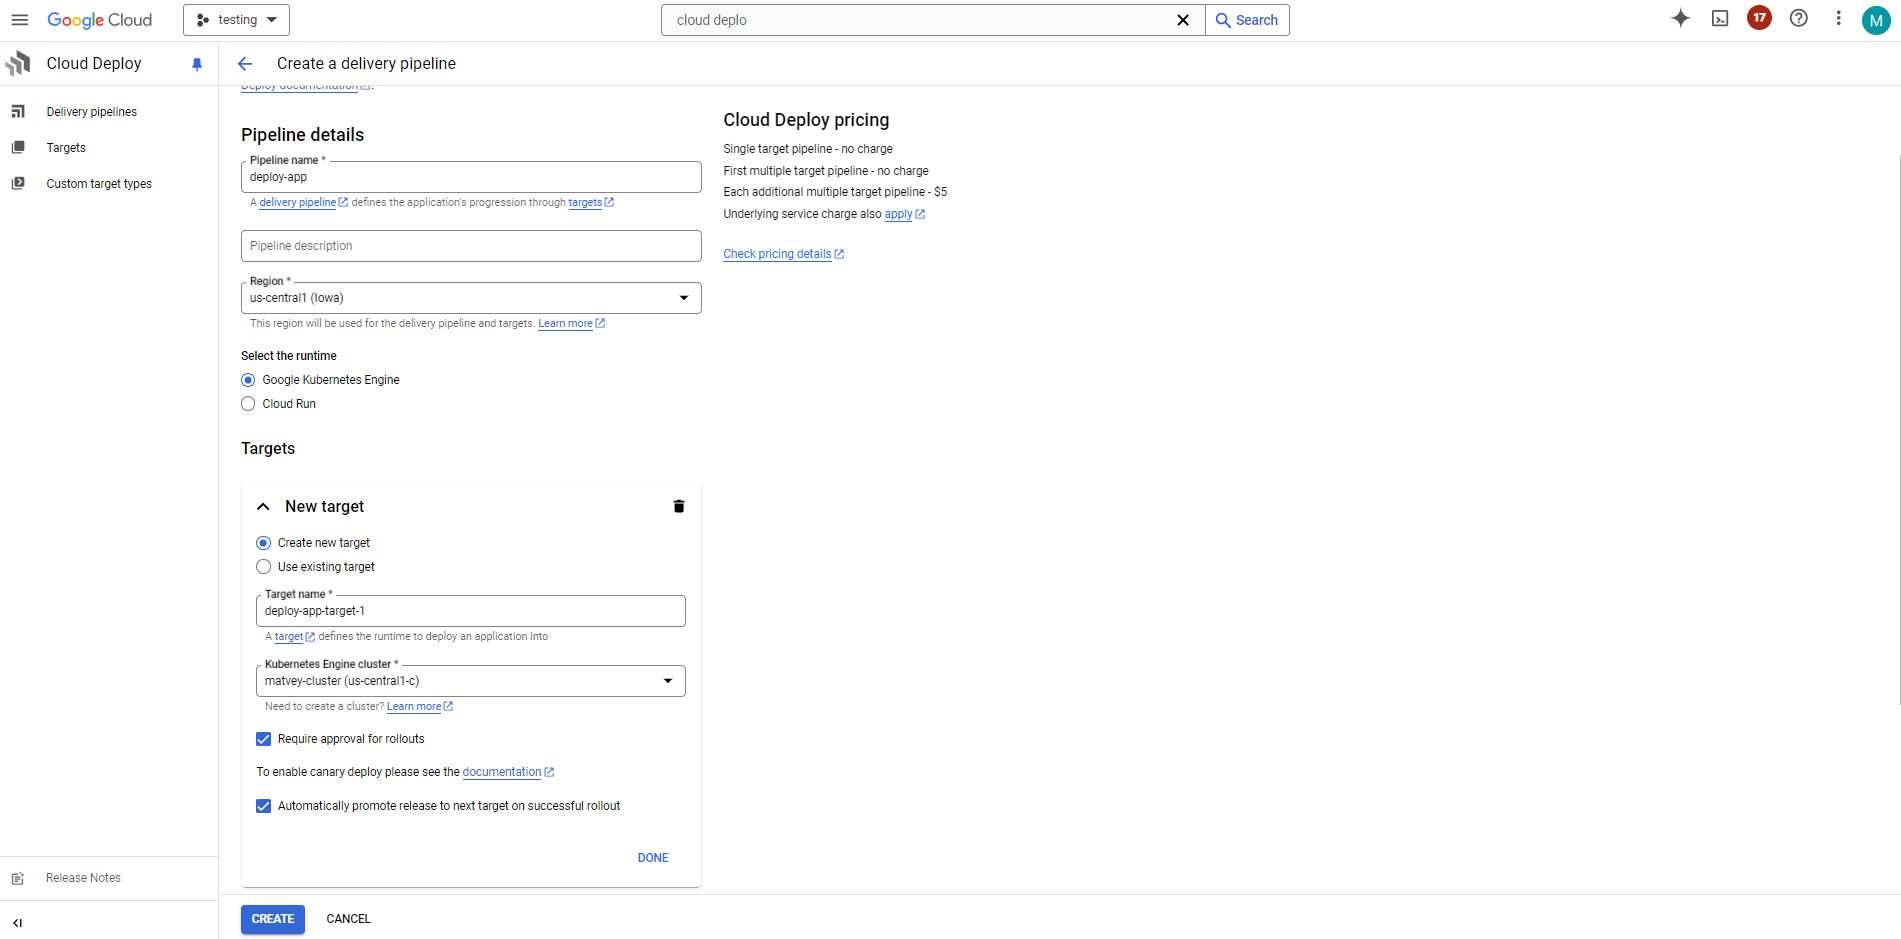 Google Cloud
testing
cloud deplo
Search
17
M
Cloud Deploy
Create a delivery pipeline
Delivery pipelines
Targets
Custom target types
Release Notes
Deploy documentation .
Pipeline details
Pipeline name *
deploy-app
A delivery pipeline defines the application's progression through targets
Pipeline description
Region *
us-central1 (Iowa)
This region will be used for the delivery pipeline and targets. Learn more
Select the runtime
Google Kubernetes Engine
Cloud Run
Targets
New target
Create new target
Use existing target
Target name *
deploy-app-target-1
A target defines the runtime to deploy an application into
Kubernetes Engine cluster *
matvey-cluster (us-central1-c)
Need to create a cluster? Learn more
Require approval for rollouts
To enable canary deploy please see the documentation
Automatically promote release to next target on successful rollout
DONE
CREATE
CANCEL
Cloud Deploy pricing
Single target pipeline - no charge
First multiple target pipeline - no charge
Each additional multiple target pipeline - $5
Underlying service charge also apply
Check pricing details